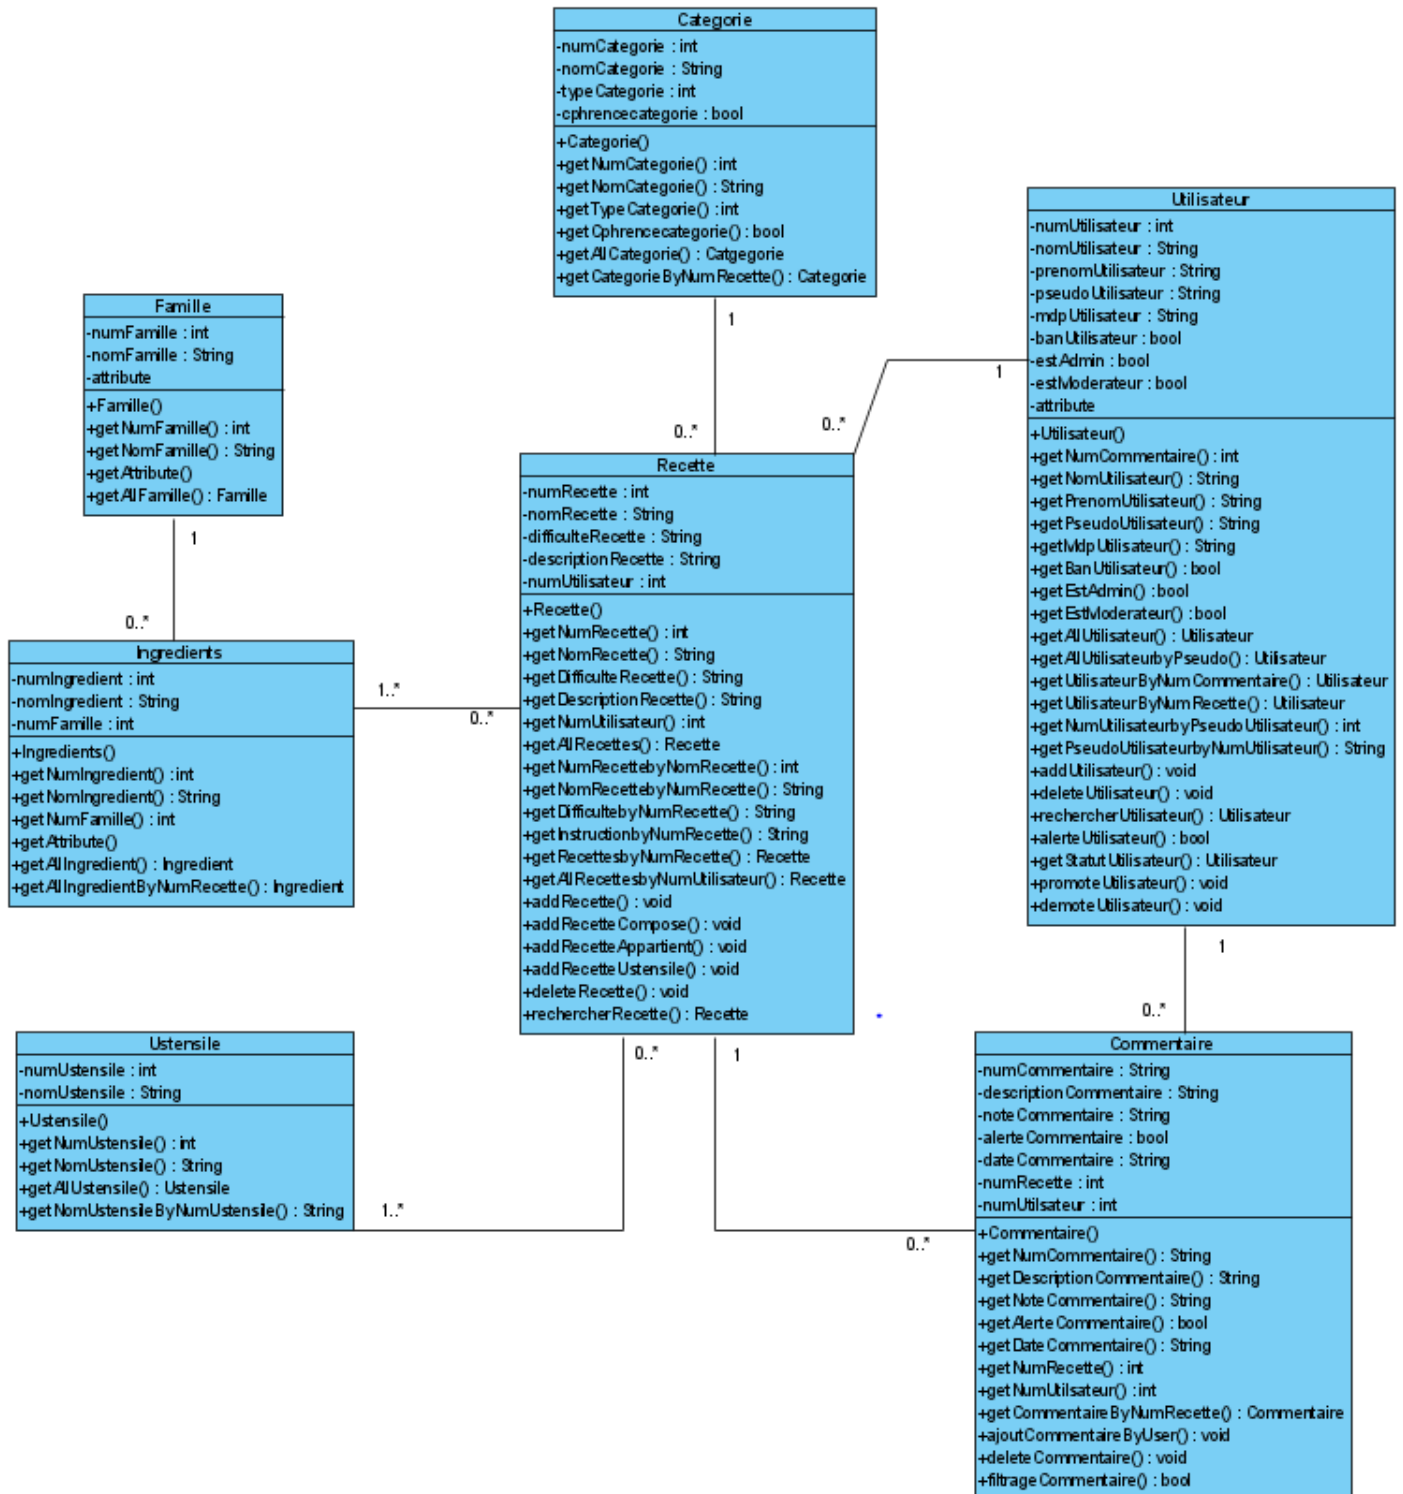 Categorie
-numCategorie : int
-nomCategorie : String
-typeCategorie : int
-cphrencecategorie : bool
+Categorie()
+getNumCategorie() : int
+getNomCategorie() : String
+getTypeCategorie() : int
+getCphrencecategorie() : bool
+getAllCategorie() : Catgegorie
+getCategorieByNumRecette() : Categorie
1
0..*
Utilisateur
-numUtilisateur : int
-nomUtilisateur : String
-prenomUtilisateur : String
-pseudoUtilisateur : String
-mdpUtilisateur : String
-banUtilisateur : bool
-estAdmin : bool
-estModerateur : bool
-attribute
+Utilisateur()
+getNumCommentaire() : int
+getNomUtilisateur() : String
+getPrenomUtilisateur() : String
+getPseudoUtilisateur() : String
+getMdpUtilisateur() : String
+getBanUtilisateur() : bool
+getEstAdmin() : bool
+getEstModerateur() : bool
+getAllUtilisateur() : Utilisateur
+getAllUtilisateurbyPseudo() : Utilisateur
+getUtilisateurByNumCommentaire() : Utilisateur
+getUtilisateurByNumRecette() : Utilisateur
+getNumUtilisateurbyPseudoUtilisateur() : int
+getPseudoUtilisateurbyNumUtilisateur() : String
+addUtilisateur() : void
+deleteUtilisateur() : void
+rechercherUtilisateur() : Utilisateur
+alerteUtilisateur() : bool
+getStatutUtilisateur() : Utilisateur
+promoteUtilisateur() : void
+demoteUtilisateur() : void
1
0..*
Famille
-numFamille : int
-nomFamille : String
-attribute
+Famille()
+getNumFamille() : int
+getNomFamille() : String
+getAttribute()
+getAllFamille() : Famille
1
0..*
Recette
-numRecette : int
-nomRecette : String
-difficulteRecette : String
-descriptionRecette : String
-numUtilisateur : int
+Recette()
+getNumRecette() : int
+getNomRecette() : String
+getDifficulteRecette() : String
+getDescriptionRecette() : String
+getNumUtilisateur() : int
+getAllRecettes() : Recette
+getNumRecettebyNomRecette() : int
+getNomRecettebyNumRecette() : String
+getDifficultebyNumRecette() : String
+getInstructionbyNumRecette() : String
+getRecettesbyNumRecette() : Recette
+getAllRecettesbyNumUtilisateur() : Recette
+addRecette() : void
+addRecetteCompose() : void
+addRecetteAppartient() : void
+addRecetteUstensile() : void
+deleteRecette() : void
+rechercherRecette() : Recette
Ingredients
-numIngredient : int
-nomIngredient : String
-numFamille : int
+Ingredients()
+getNumIngredient() : int
+getNomIngredient() : String
+getNumFamille() : int
+getAttribute()
+getAllIngredient() : Ingredient
+getAllIngredientByNumRecette() : Ingredient
1..*
0..*
Ustensile
-numUstensile : int
-nomUstensile : String
+Ustensile()
+getNumUstensile() : int
+getNomUstensile() : String
+getAllUstensile() : Ustensile
+getNomUstensileByNumUstensile() : String
1..*
0..*
1
0..*
1
0..*
Commentaire
-numCommentaire : String
-descriptionCommentaire : String
-noteCommentaire : String
-alerteCommentaire : bool
-dateCommentaire : String
-numRecette : int
-numUtilsateur : int
+Commentaire()
+getNumCommentaire() : String
+getDescriptionCommentaire() : String
+getNoteCommentaire() : String
+getAlerteCommentaire() : bool
+getDateCommentaire() : String
+getNumRecette() : int
+getNumUtilsateur() : int
+getCommentaireByNumRecette() : Commentaire
+ajoutCommentaireByUser() : void
+deleteCommentaire() : void
+filtrageCommentaire() : bool